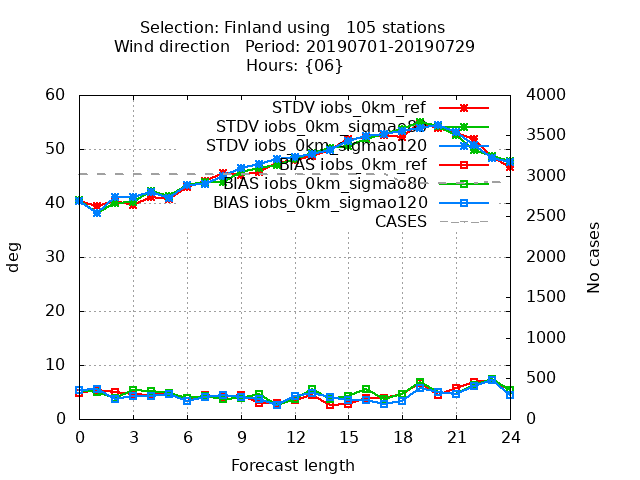 Selection: Finland using   105 stations
Wind direction   Period: 20190701-20190729
Hours: {06}
60
50
40
30
20
10
0
deg
4000
3500
3000
2500
2000
1500
1000
500
0
No cases
STDV iobs_0km_ref
STDV iobs_0km_sigmao80
STDV iobs_0km_sigmao120
BIAS iobs_0km_ref
BIAS iobs_0km_sigmao80
BIAS iobs_0km_sigmao120
CASES
0 3 6 9 12 15 18 21 24
Forecast length